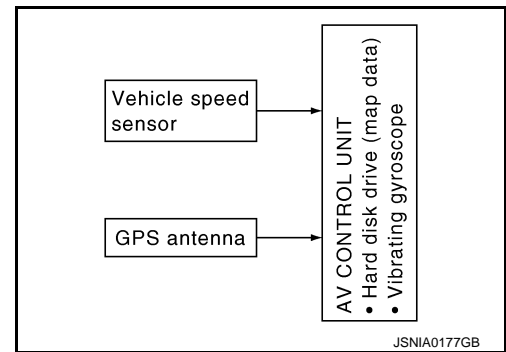 Vehicle speed
sensor
GPS antenna
AV CONTROL UNIT
• Hard disk drive (map data)
• Vibrating gyroscope
JSNIA0177GB